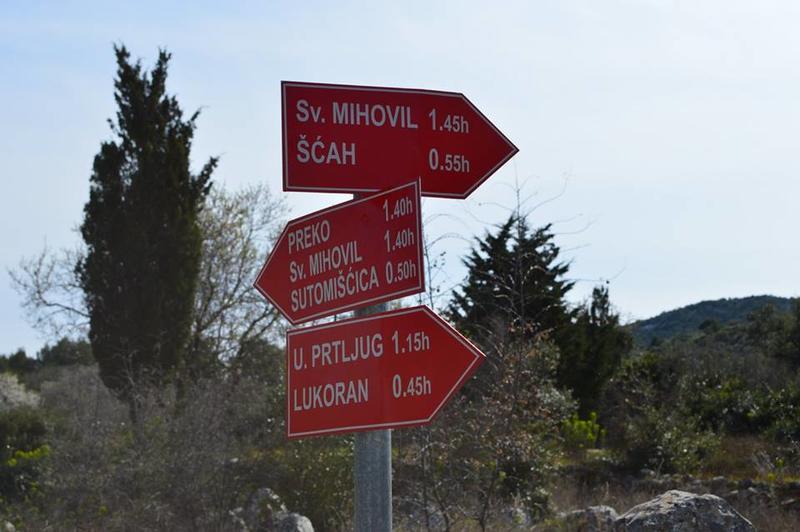 Sv. MIHOVIL 1.45h
ŠĆAH 0.55h
PREKO 1.40h
Sv. MIHOVIL 1.40h
SUTOMIŠĆICA 0.50h
U. PRTLJUG 1.15h
LUKORAN 0.45h